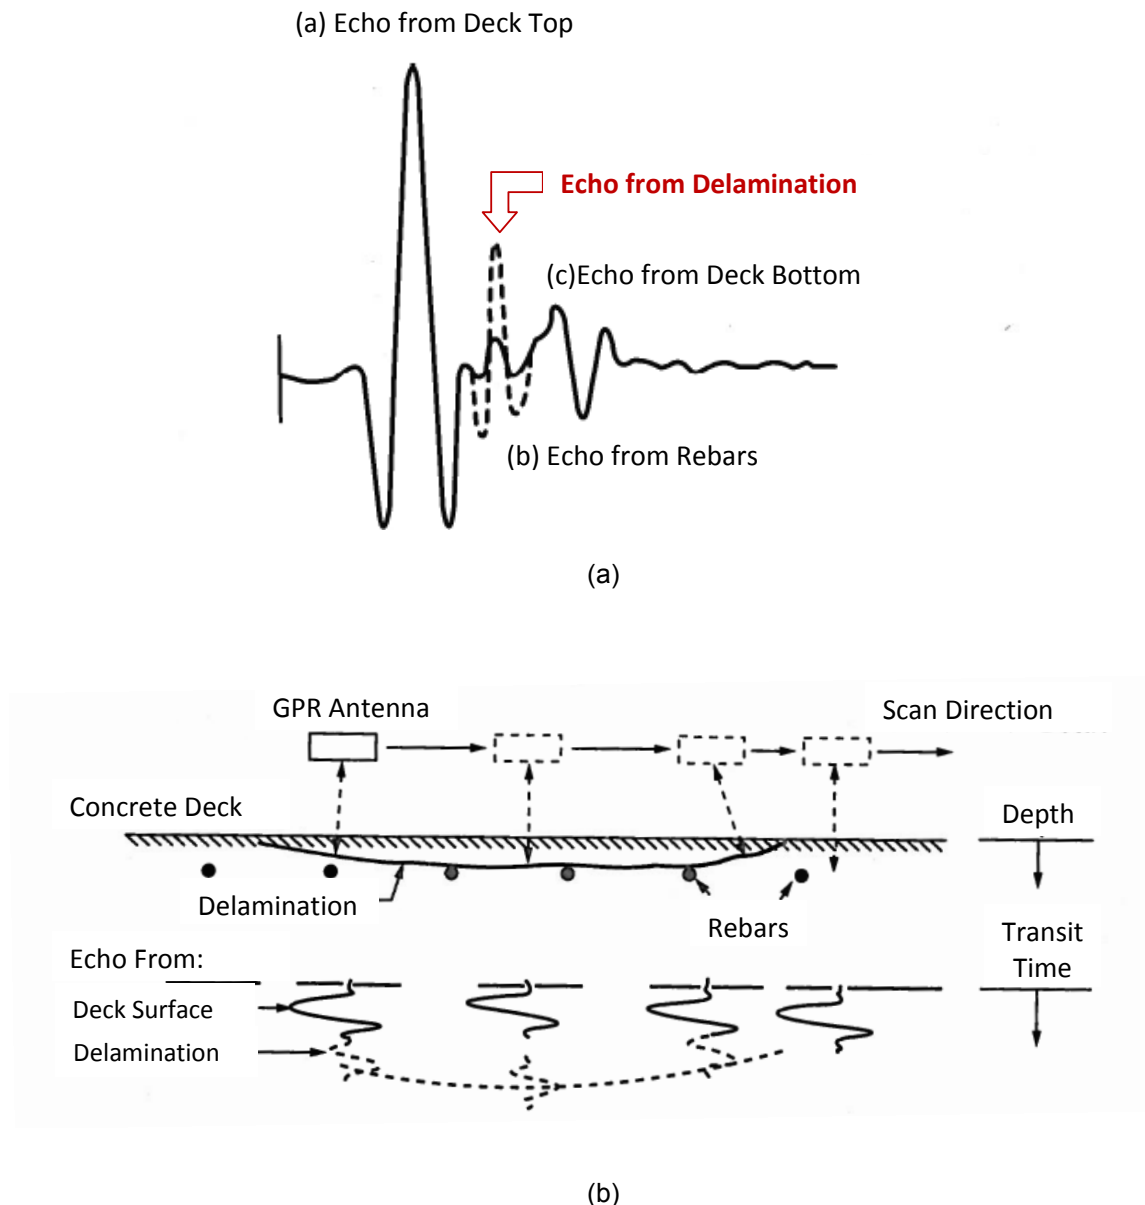 (a) Echo from Deck Top
Echo from Delamination
(c)Echo from Deck Bottom
(b) Echo from Rebars
(a)
GPR Antenna
Scan Direction
Concrete Deck
Depth
Delamination
Rebars
Transit
Time
Echo From:
Deck Surface
Delamination
(b)